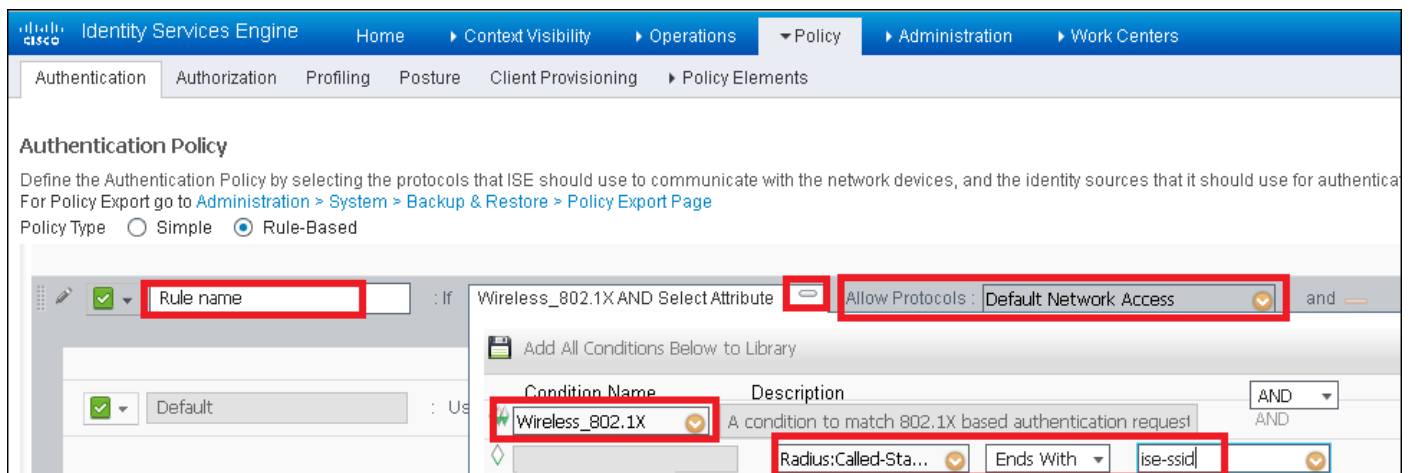 cisco Identity Services Engine Home Context Visibility Operations Policy Administration Work Centers
Authentication Authorization Profiling Posture Client Provisioning Policy Elements
Authentication Policy
Define the Authentication Policy by selecting the protocols that ISE should use to communicate with the network devices, and the identity sources that it should use for authentica
For Policy Export go to Administration > System > Backup & Restore > Policy Export Page
Policy Type Simple Rule-Based
Rule name : If Wireless_802.1X AND Select Attribute Allow Protocols : Default Network Access and
Add All Conditions Below to Library
Condition Name Description AND
Default : Us
Wireless_802.1X A condition to match 802.1X based authentication request AND
Radius:Called-Sta... Ends With ise-ssid